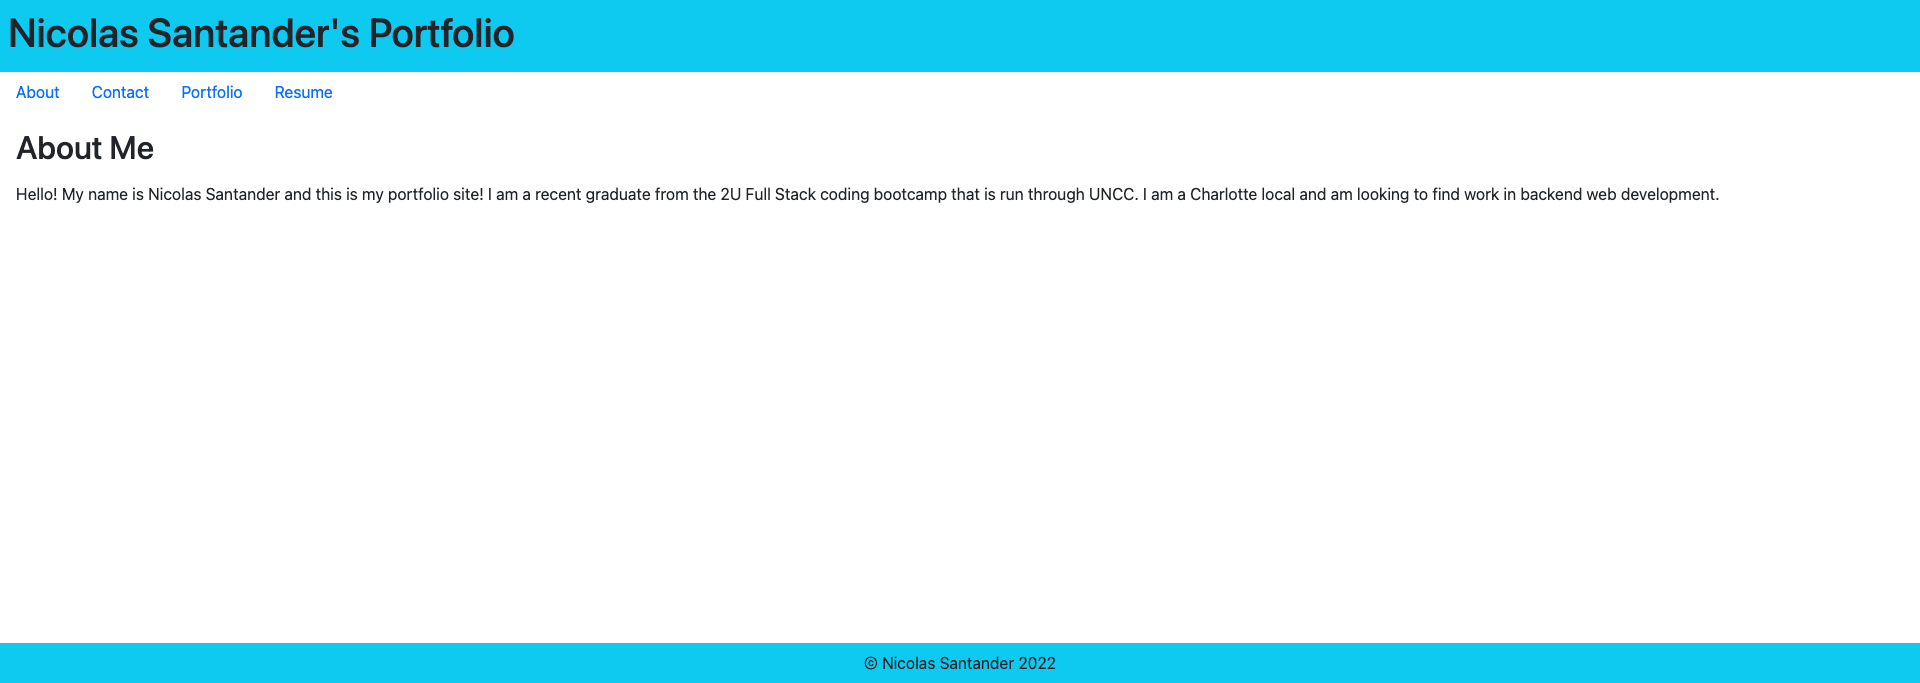 Nicolas Santander's Portfolio
About Contact Portfolio Resume
About Me
Hello! My name is Nicolas Santander and this is my portfolio site! I am a recent graduate from the 2U Full Stack coding bootcamp that is run through UNCC. I am a Charlotte local and am looking to find work in backend web development.
© Nicolas Santander 2022